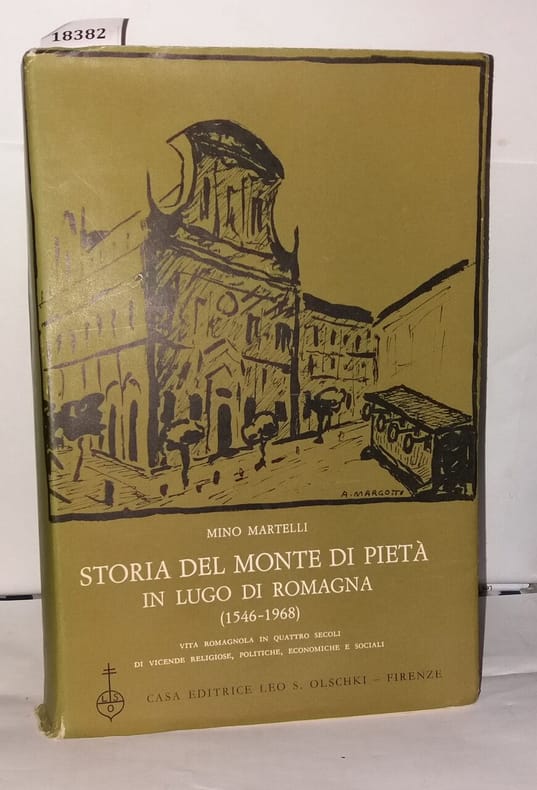 18382
A. MARGOTTI
MINO MARTELLI
STORIA DEL MONTE DI PIETÀ
IN LUGO DI ROMAGNA
(1546-1968)
VITA ROMAGNOLA IN QUATTRO SECOLI
DI VICENDE RELIGIOSE, POLITICHE, ECONOMICHE E SOCIALI
L S
O
CASA EDITRICE LEO S. OLSCHKI – FIRENZE